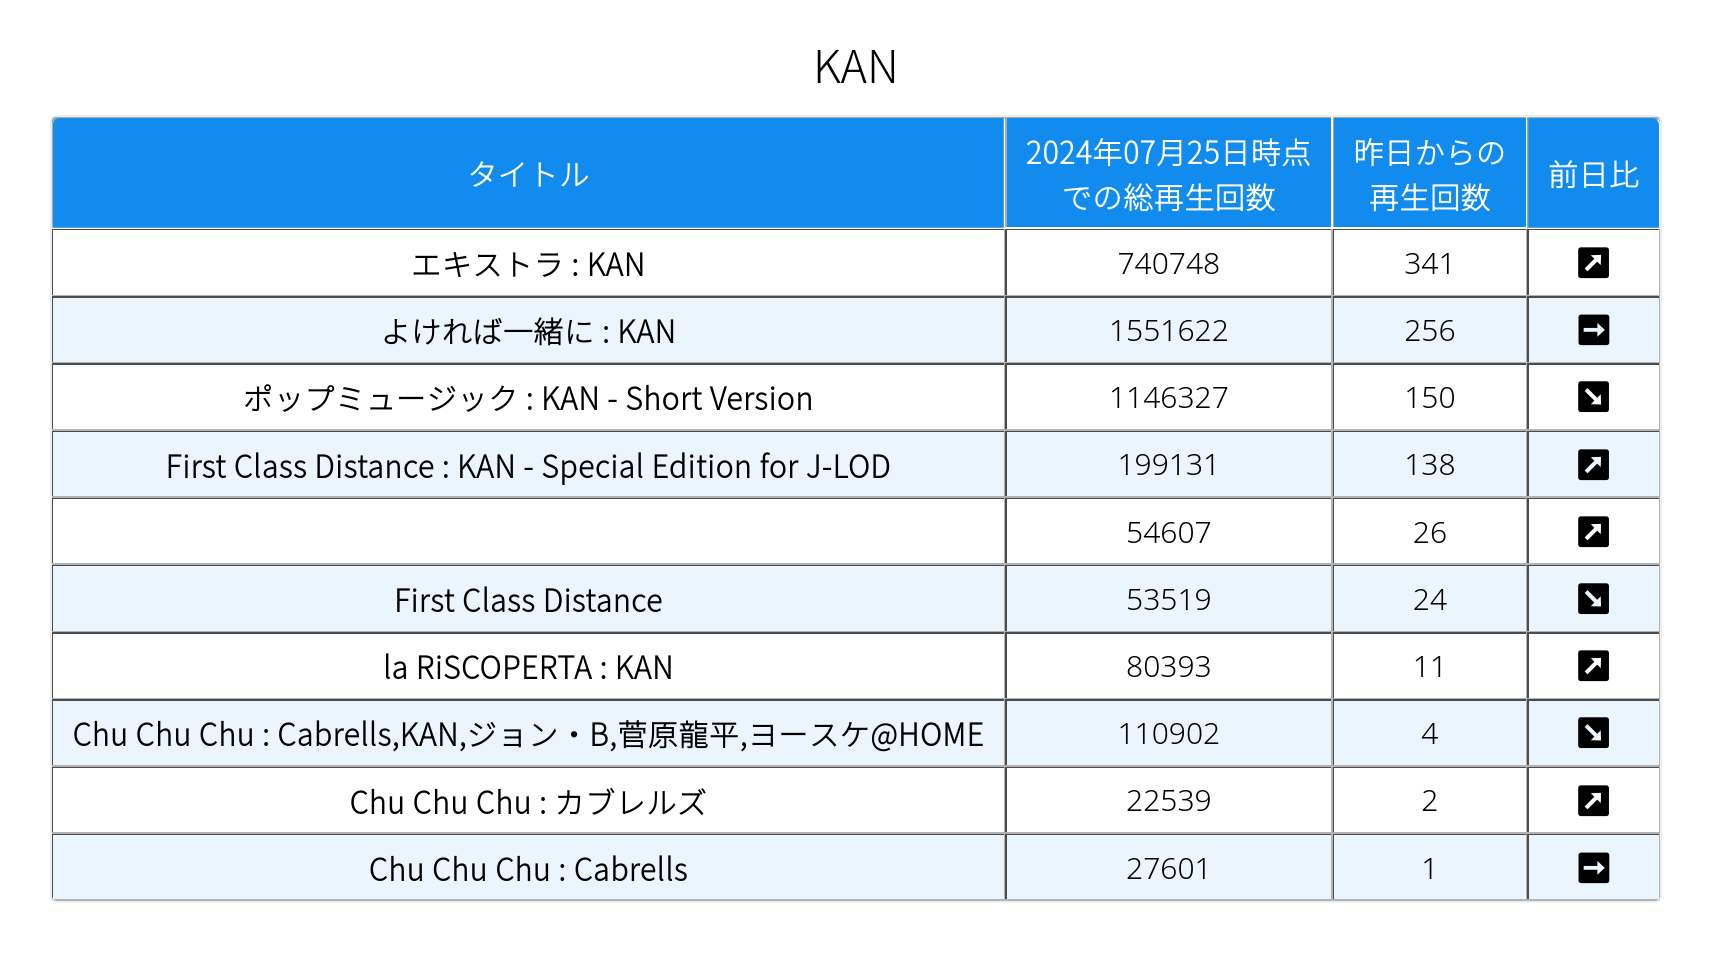 KAN
タイトル 2024年07月25日時点 昨日からの 前日比
での総再生回数 再生回数
エキストラ : KAN 740748 341
よければ一緒に : KAN 1551622 256
ポップミュージック : KAN - Short Version 1146327 150
First Class Distance : KAN - Special Edition for J-LOD 199131 138
54607 26
First Class Distance 53519 24
la RiSCOPERTA : KAN 80393 11
Chu Chu Chu : Cabrells,KAN,ジョン・B,菅原龍平,ヨースケ@HOME 110902 4
Chu Chu Chu : カブレルズ 22539 2
Chu Chu Chu : Cabrells 27601 1